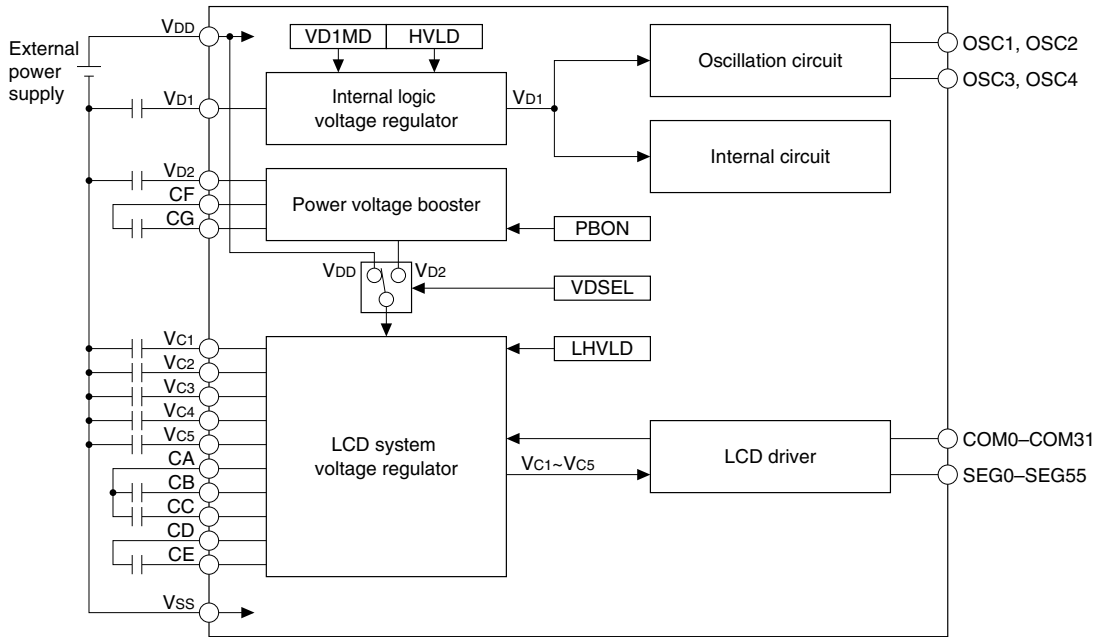 External
power
supply
VDD
VD1
VD2
CF
CG
VC1
VC2
VC3
VC4
VC5
CA
CB
CC
CD
CE
VSS
VD1MD
HVLD
Internal logic
voltage regulator
VD1
Oscillation circuit
OSC1, OSC2
OSC3, OSC4
Internal circuit
Power voltage booster
PBON
VDD
VD2
VDSEL
LHVLD
LCD system
voltage regulator
VC1~VC5
LCD driver
COM0–COM31
SEG0–SEG55